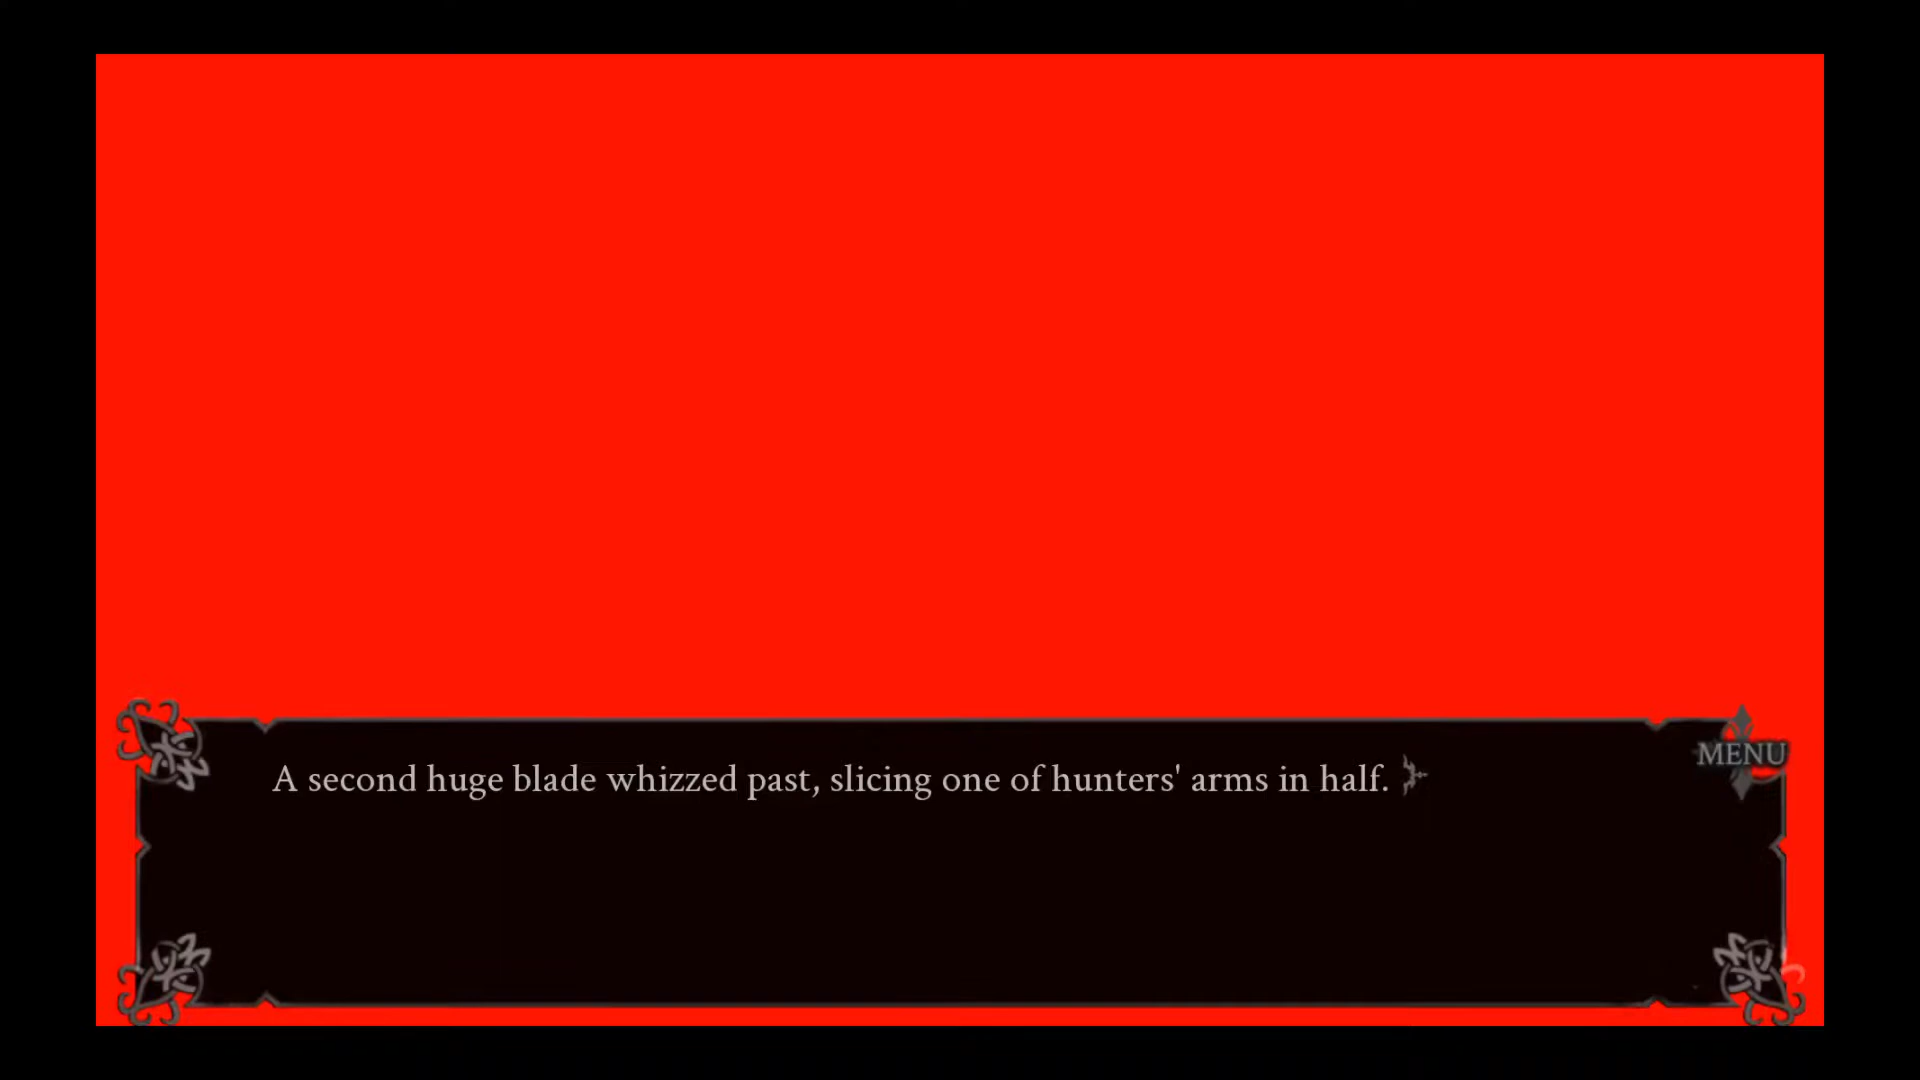 MENU
A second huge blade whizzed past, slicing one of hunters' arms in half.